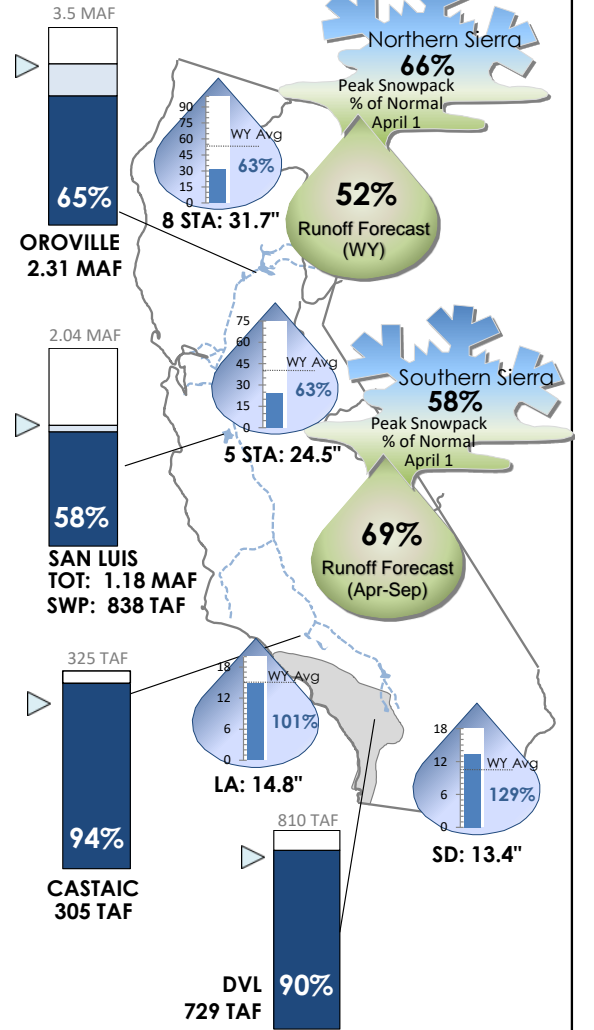 3.5 MAF
65%
OROVILLE
2.31 MAF
90
75
60
45
30
15
0
WY Avg
63%
8 STA: 31.7"
Northern Sierra
66%
Peak Snowpack
% of Normal
April 1
52%
Runoff Forecast
(WY)
2.04 MAF
58%
SAN LUIS
TOT: 1.18 MAF
SWP: 838 TAF
75
60
45
30
15
0
WY Avg
63%
5 STA: 24.5"
Southern Sierra
58%
Peak Snowpack
% of Normal
April 1
69%
Runoff Forecast
(Apr-Sep)
325 TAF
94%
CASTAIC
305 TAF
18
12
6
0
WY Avg
101%
LA: 14.8"
18
12
6
0
WY Avg
129%
SD: 13.4"
810 TAF
90%
DVL
729 TAF